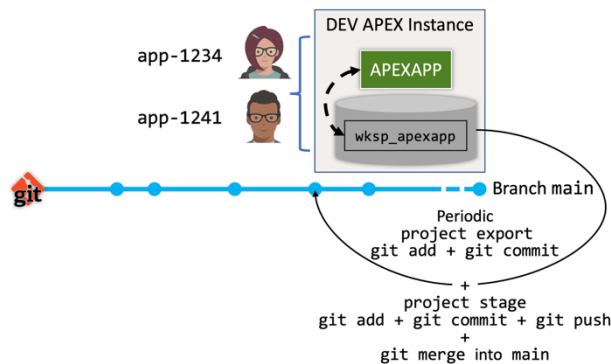 DEV APEX Instance
app-1234
APEXAPP
app-1241
wksp_apexapp
git
Branch main
Periodic
project export
git add + git commit
+
project stage
git add + git commit + git push
+
git merge into main